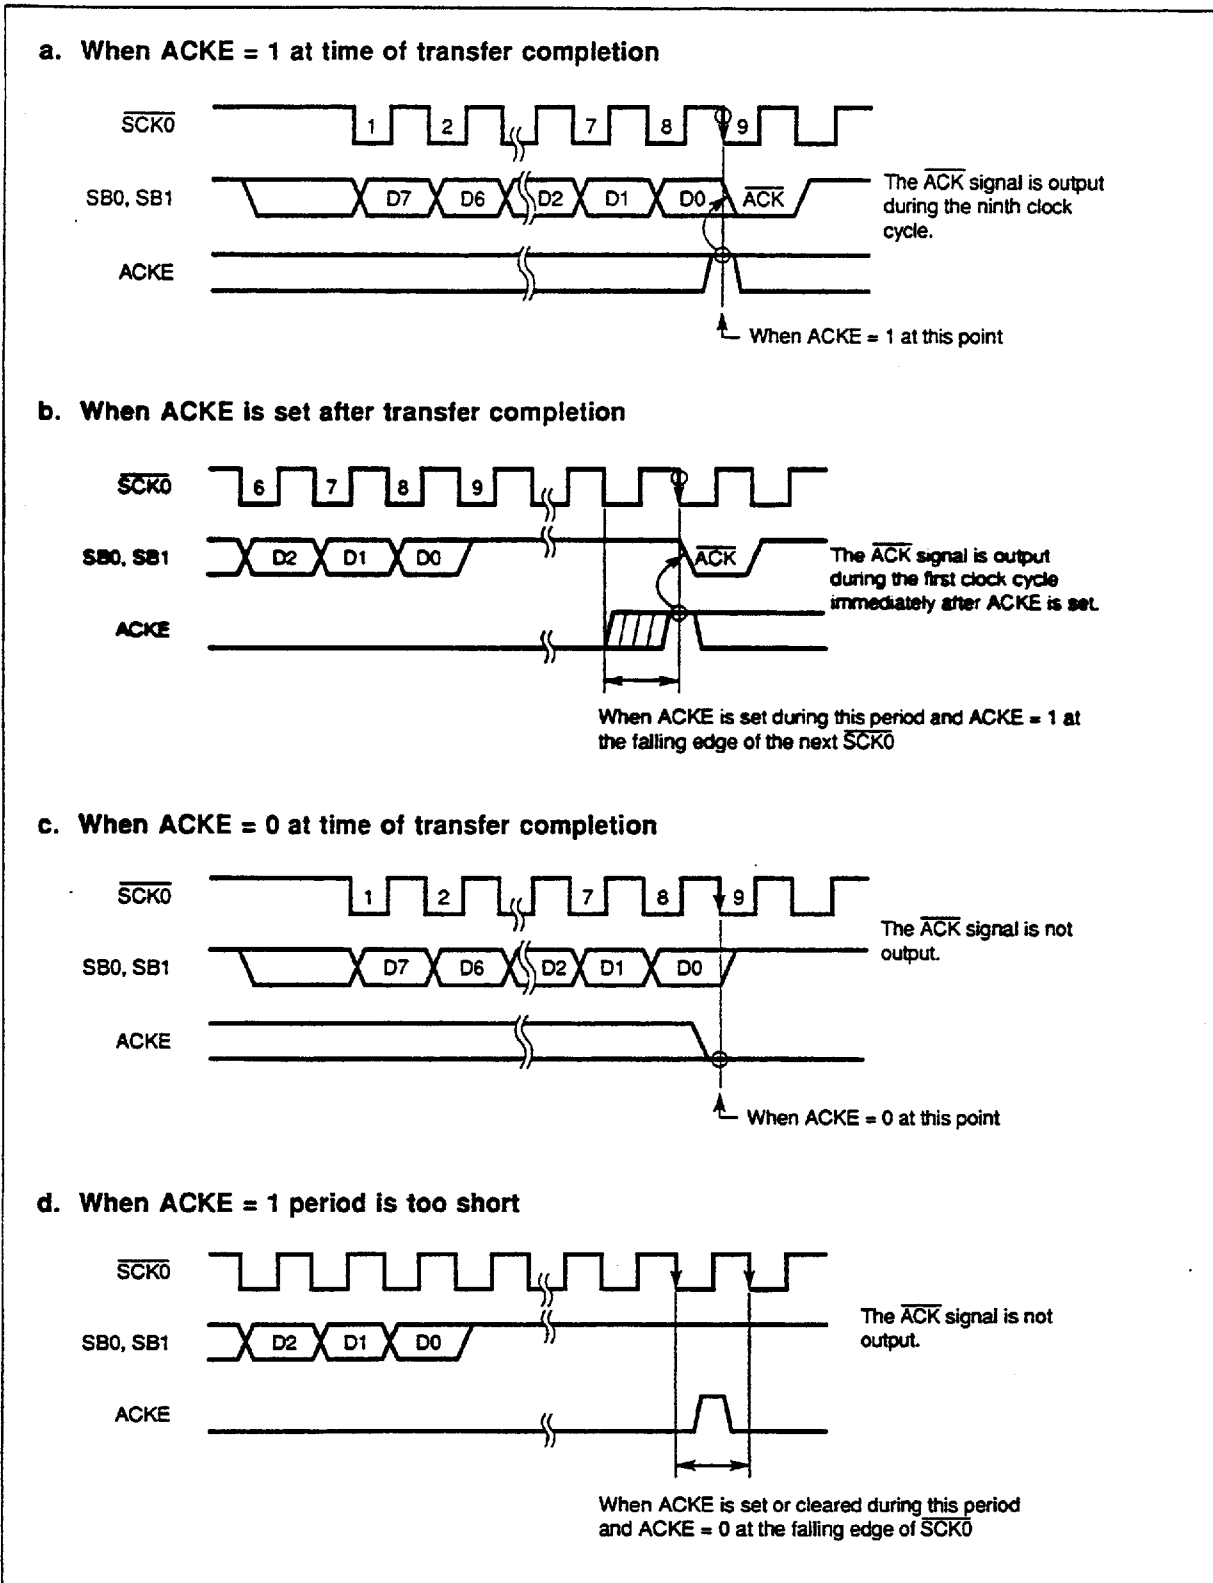 a. When ACKE = 1 at time of transfer completion
SCK0 1 2 7 8 9
SB0, SB1 D7 D6 D2 D1 D0 ACK
The ACK signal is output
during the ninth clock
cycle.
ACKE
When ACKE = 1 at this point
b. When ACKE is set after transfer completion
SCK0 6 7 8 9
SB0, SB1 D2 D1 D0 ACK
The ACK signal is output
during the first clock cycle
immediately after ACKE is set.
ACKE
When ACKE is set during this period and ACKE = 1 at
the falling edge of the next SCK0
c. When ACKE = 0 at time of transfer completion
SCK0 1 2 7 8 9
The ACK signal is not
output.
SB0, SB1 D7 D6 D2 D1 D0
ACKE
When ACKE = 0 at this point
d. When ACKE = 1 period is too short
SCK0
The ACK signal is not
output.
SB0, SB1 D2 D1 D0
ACKE
When ACKE is set or cleared during this period
and ACKE = 0 at the falling edge of SCK0